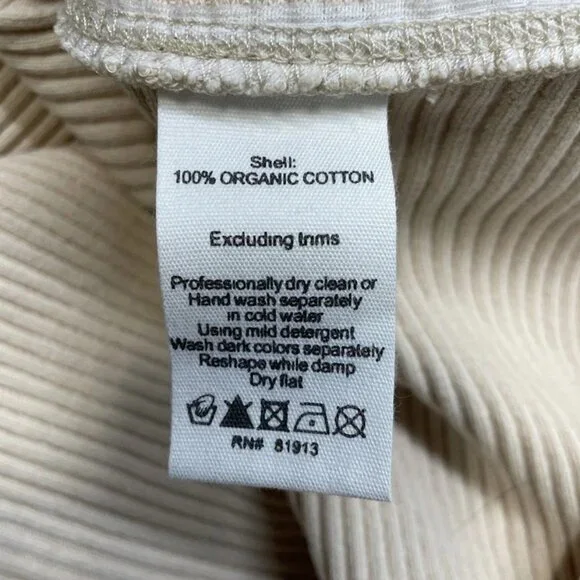 Shell:
100% ORGANIC COTTON
Excluding trims
Professionally dry clean or
Hand wash separately
in cold water
Using mild detergent
Wash dark colors separately
Reshape while damp
Dry flat
RN# 81913